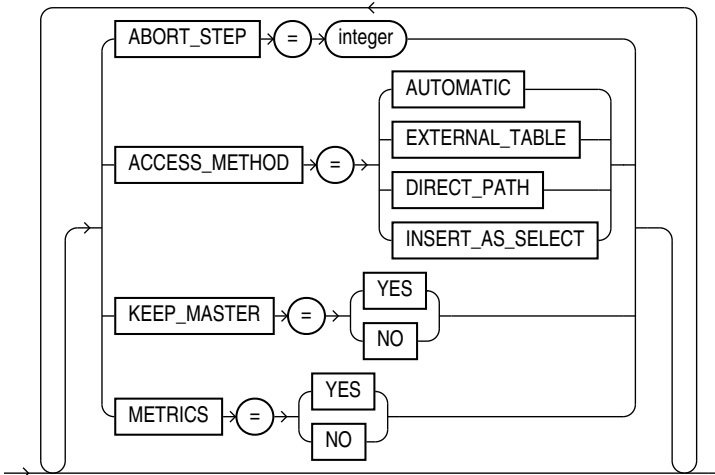 ABORT_STEP = integer
AUTOMATIC
EXTERNAL_TABLE
ACCESS_METHOD =
DIRECT_PATH
INSERT_AS_SELECT
YES
KEEP_MASTER =
NO
YES
METRICS =
NO